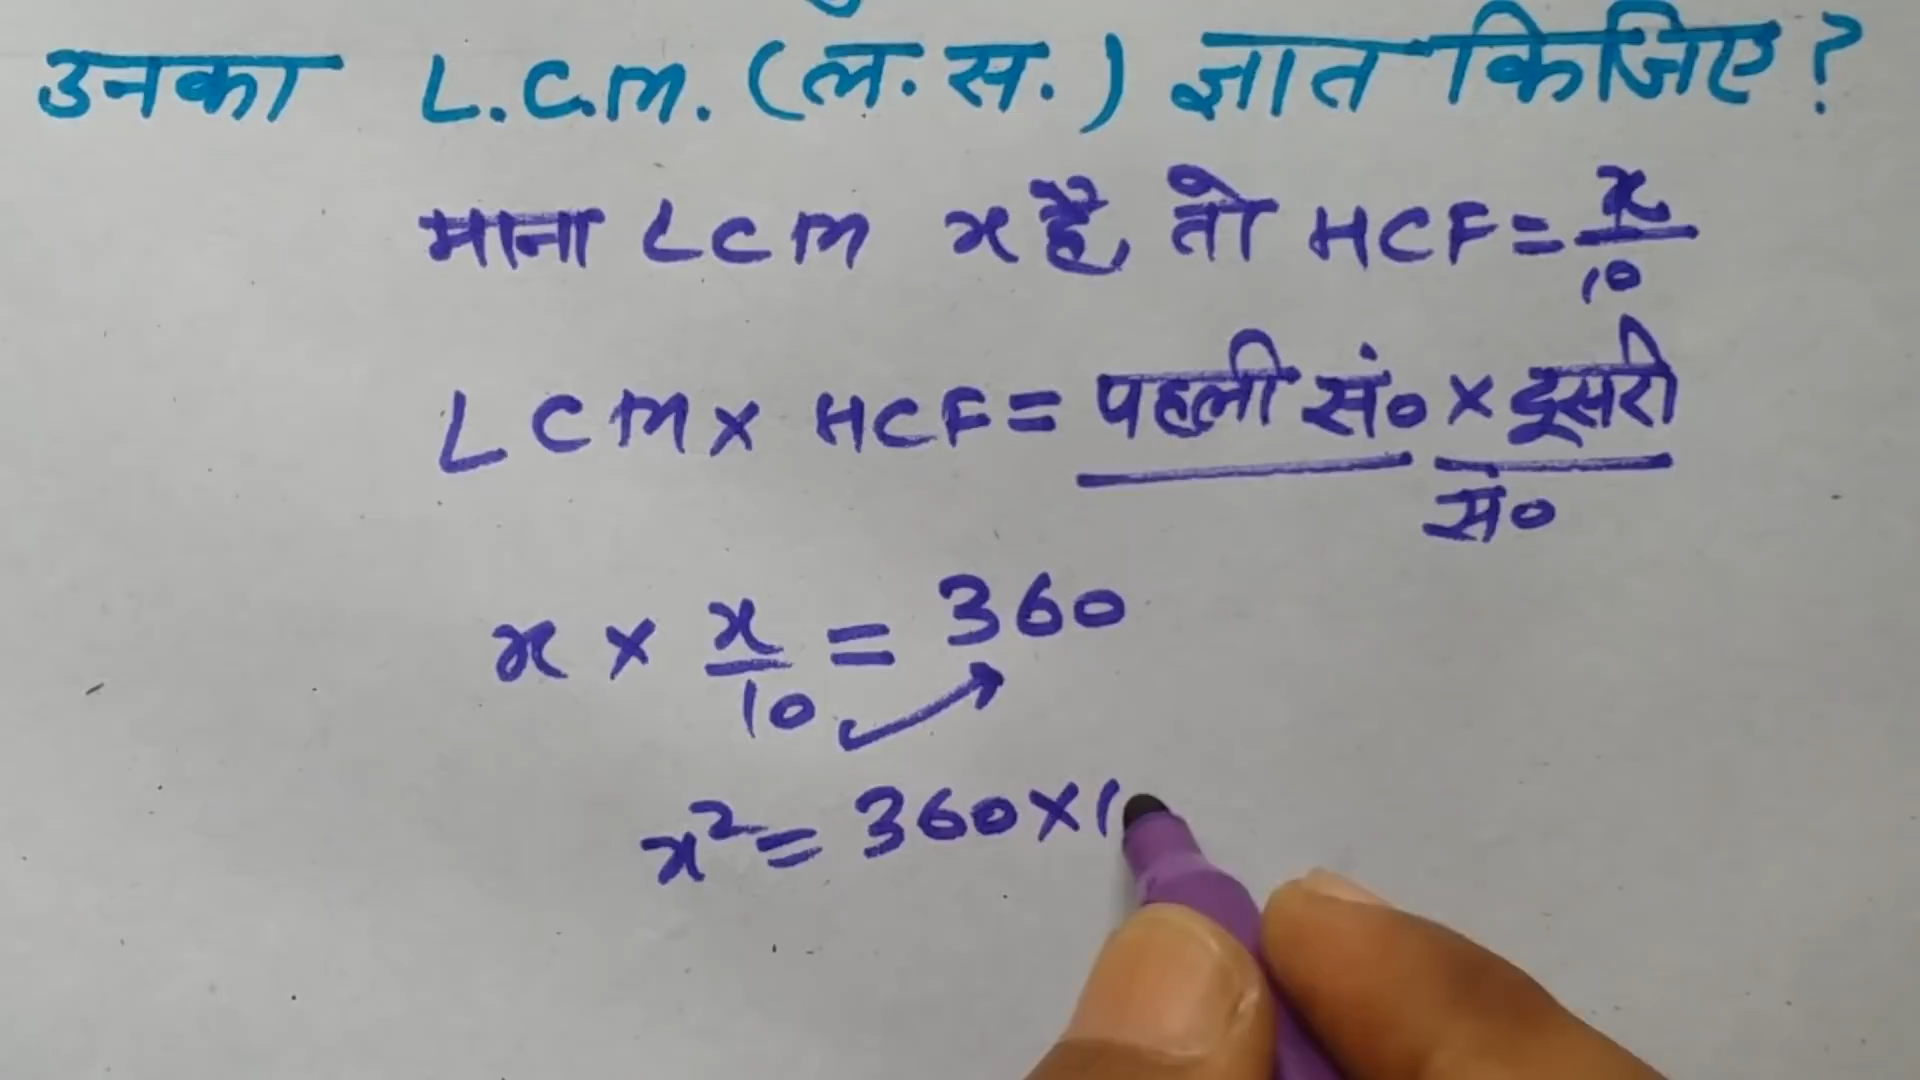 उनका L.C.M. (ल.स.) ज्ञात किजिए?
माना LCM x है, तो HCF = x/10
LCM x HCF = पहली सं० x दूसरी
सं०
x × x/10 = 360
x² = 360×1